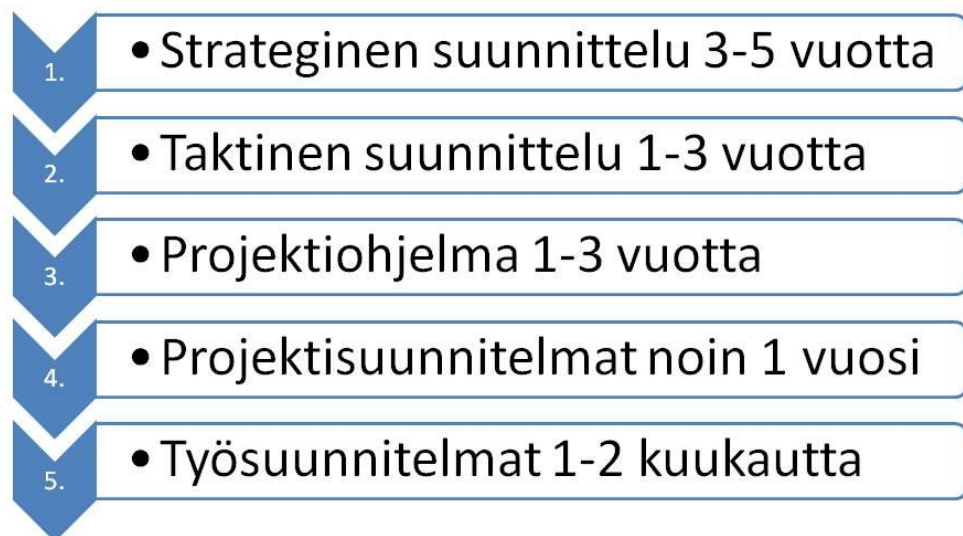 1. • Strateginen suunnittelu 3-5 vuotta
2. • Taktinen suunnittelu 1-3 vuotta
3. • Projektiohjelma 1-3 vuotta
4. • Projektisuunnitelmat noin 1 vuosi
5. • Työsuunnitelmat 1-2 kuukautta